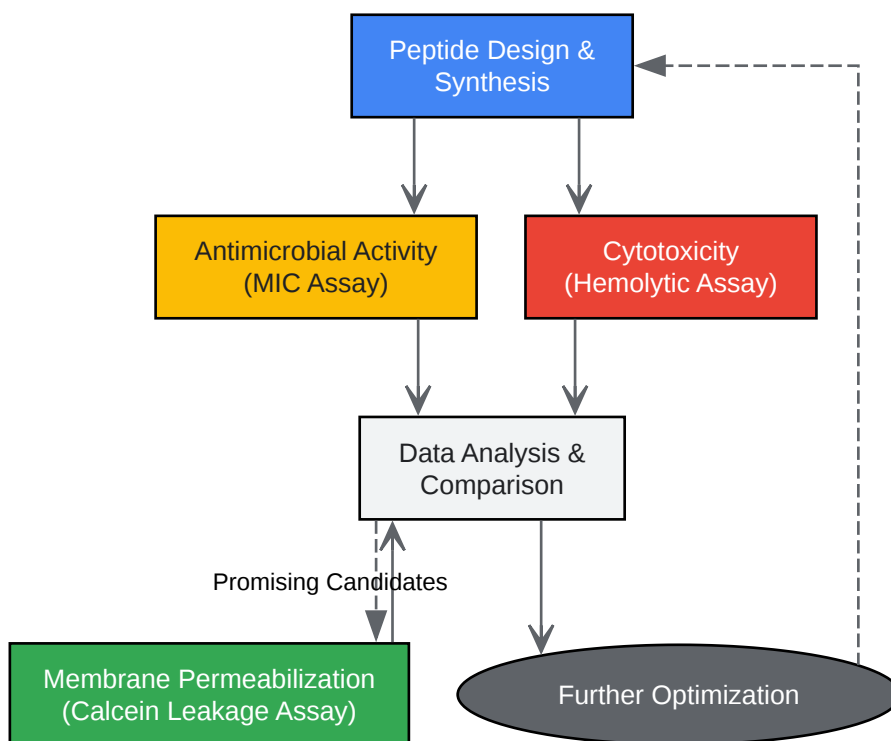 Peptide Design &
Synthesis
Antimicrobial Activity
(MIC Assay)
Cytotoxicity
(Hemolytic Assay)
Data Analysis &
Comparison
Promising Candidates
Membrane Permeabilization
(Calcein Leakage Assay)
Further Optimization